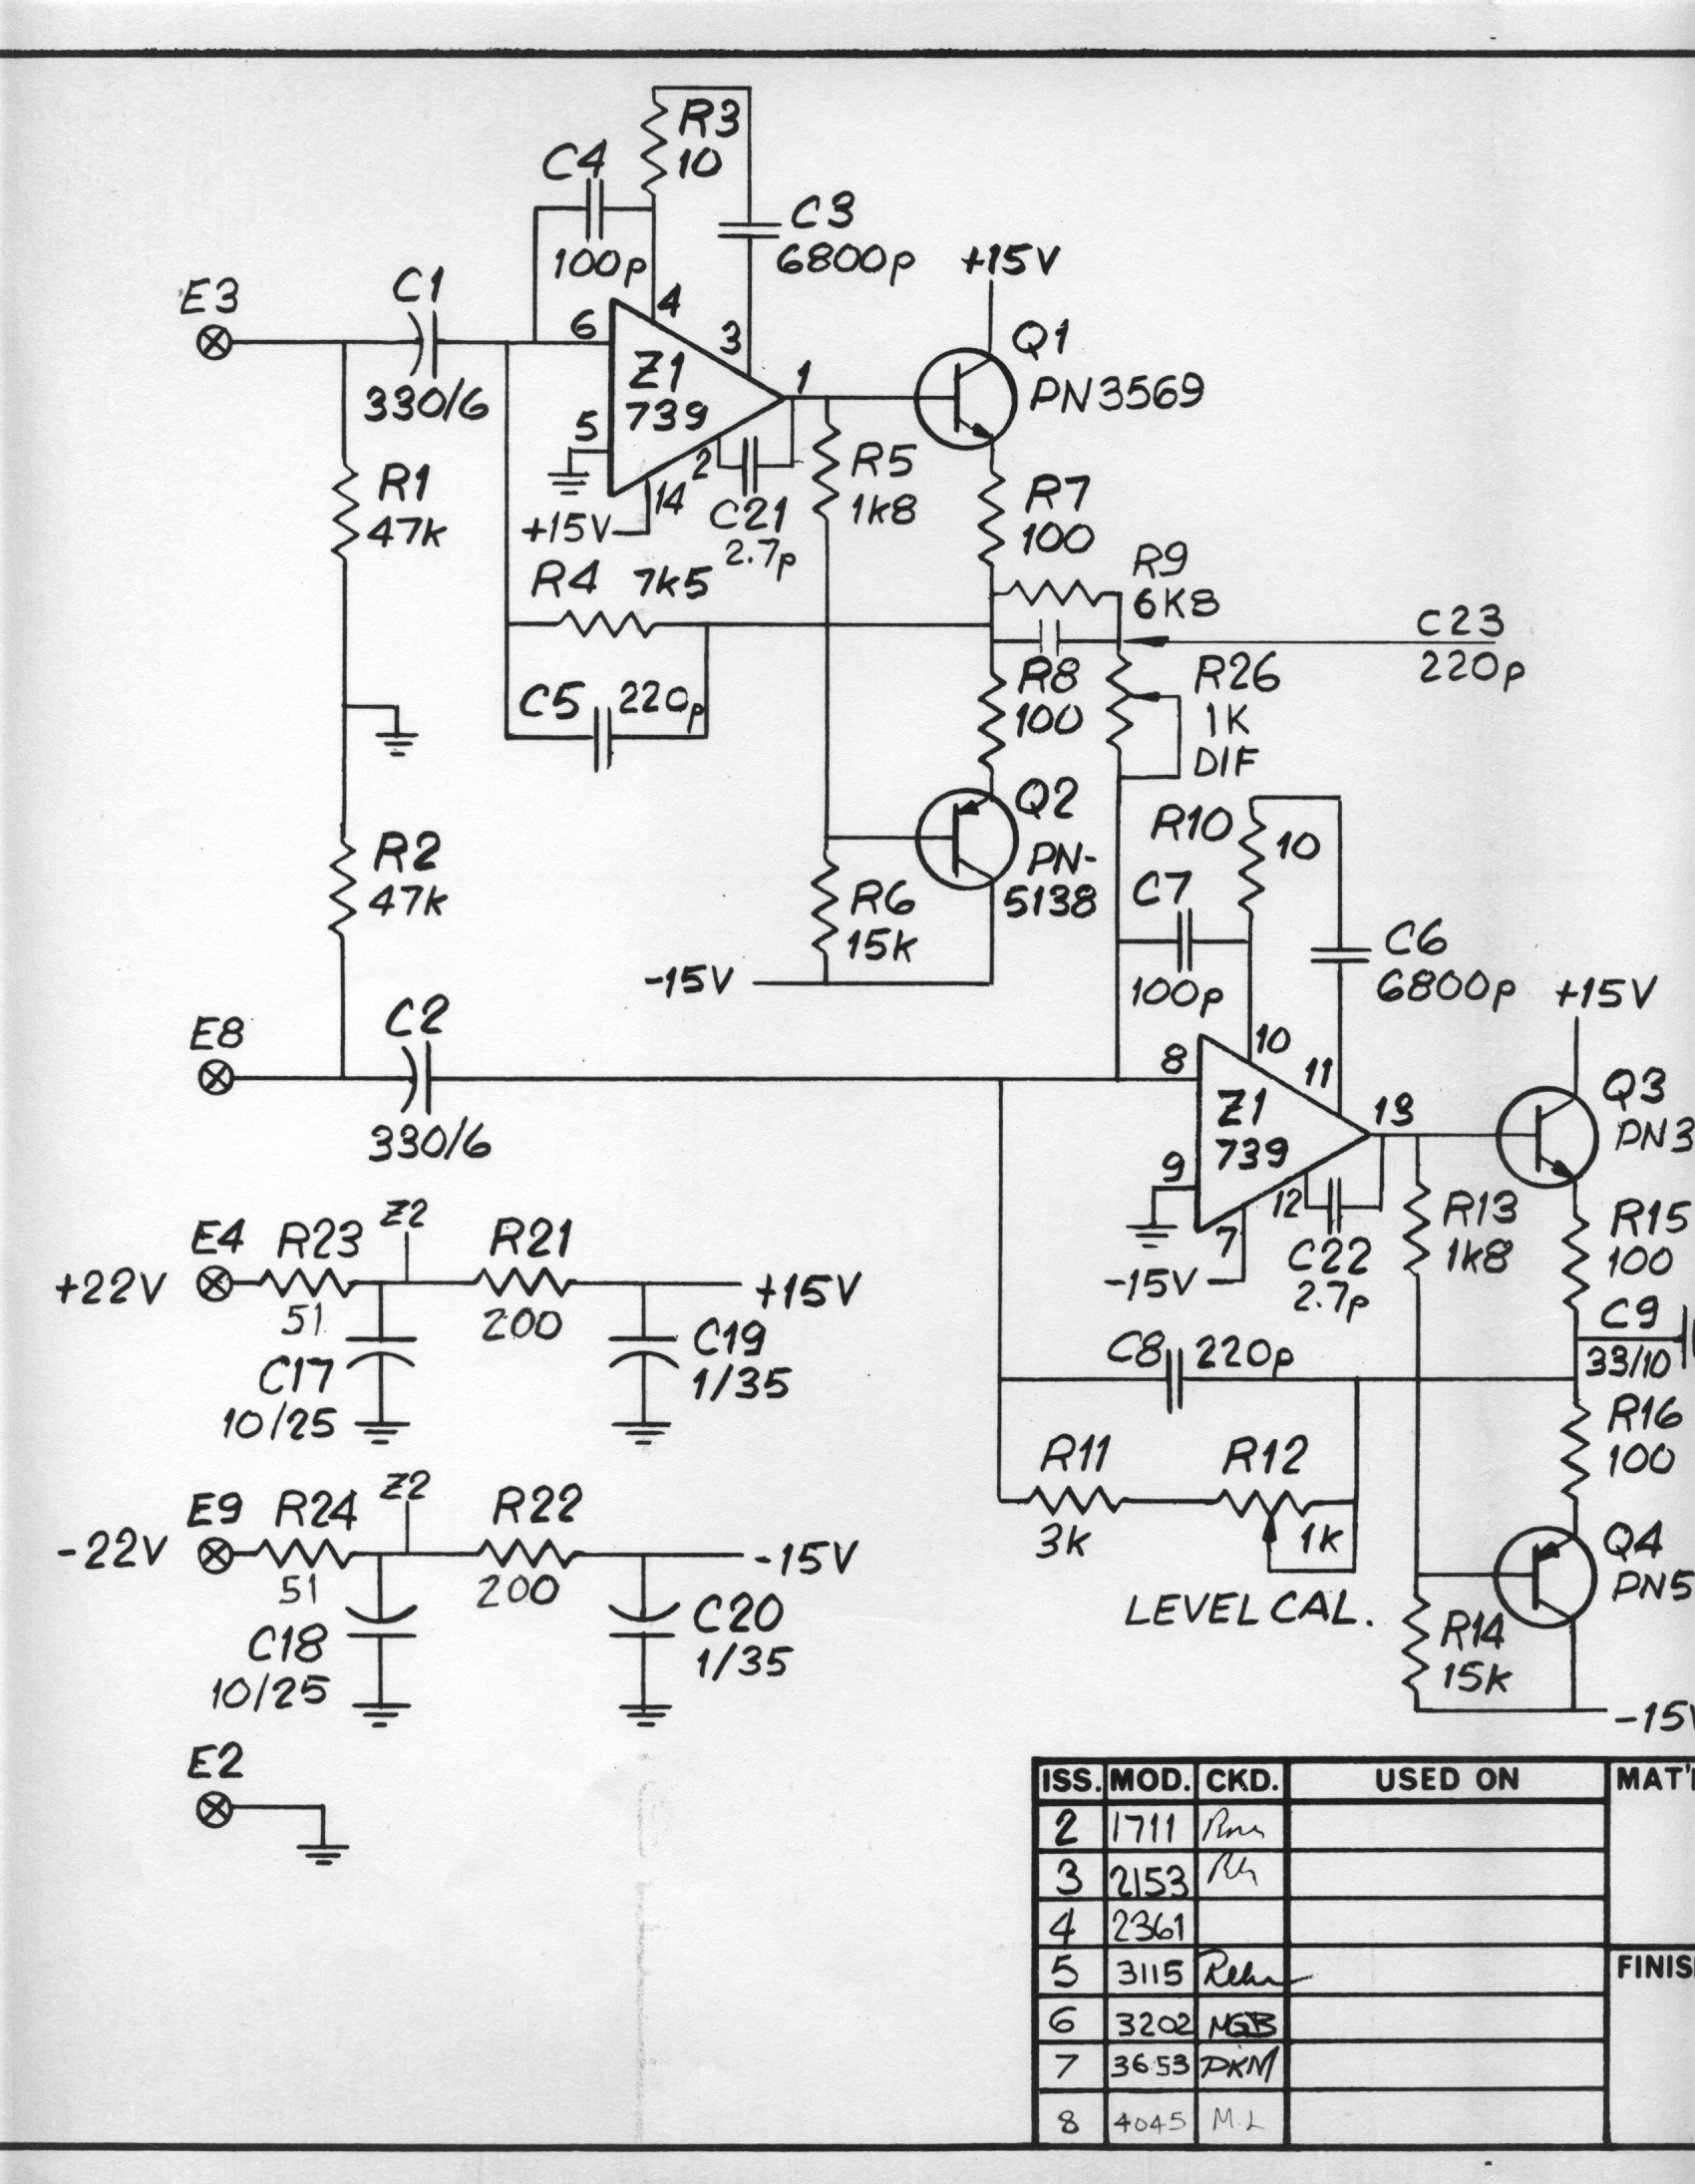 R3
10
C4
100p
C3
6800p
+15V
E3
C1
330/6
6
4
3
Z1
739
1
5
2
14
+15V
C21
2.7p
Q1
PN3569
R5
1k8
R7
100
R1
47k
R4 7k5
R9
6K8
C23
220p
C5 220p
R8
100
R26
1K
DIF
Q2
PN-
5138
R10
10
C7
100p
C6
6800p
+15V
R2
47k
R6
15k
-15V
E8
C2
330/6
8
10
11
Z1
739
13
9
12
7
-15V
C22
2.7p
Q3
PN3
R13
1k8
R15
100
C9
33/10
E4 R23 Z2 R21
+22V
51
200
+15V
C17
10/25
C19
1/35
C8 220p
R16
100
R11
3k
R12
1k
LEVEL CAL.
Q4
PN5
R14
15k
-15V
E9 R24 Z2 R22
-22V
51
200
-15V
C18
10/25
C20
1/35
E2
ISS. MOD. CKD. USED ON MAT'
2 1711
3 2153
4 2361
5 3115 FINIS
6 3202 MGB
7 3653 PKM
8 4045 M.L